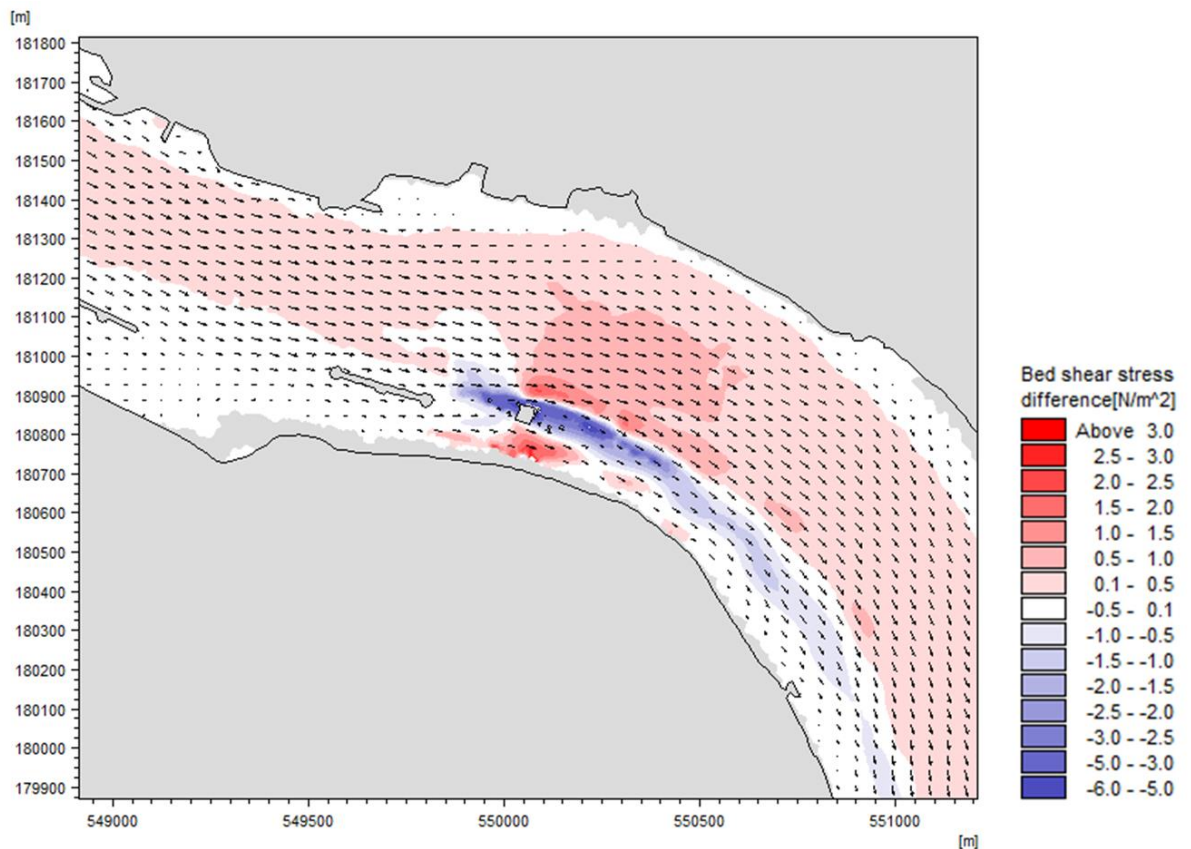 [m]
181800
181700
181600
181500
181400
181300
181200
181100
181000
180900
180800
180700
180600
180500
180400
180300
180200
180100
180000
179900
549000 549500 550000 550500 551000
[m]
Bed shear stress
difference[N/m^2]
Above 3.0
2.5 - 3.0
2.0 - 2.5
1.5 - 2.0
1.0 - 1.5
0.5 - 1.0
0.1 - 0.5
-0.5 - 0.1
-1.0 - -0.5
-1.5 - -1.0
-2.0 - -1.5
-2.5 - -2.0
-3.0 - -2.5
-5.0 - -3.0
-6.0 - -5.0